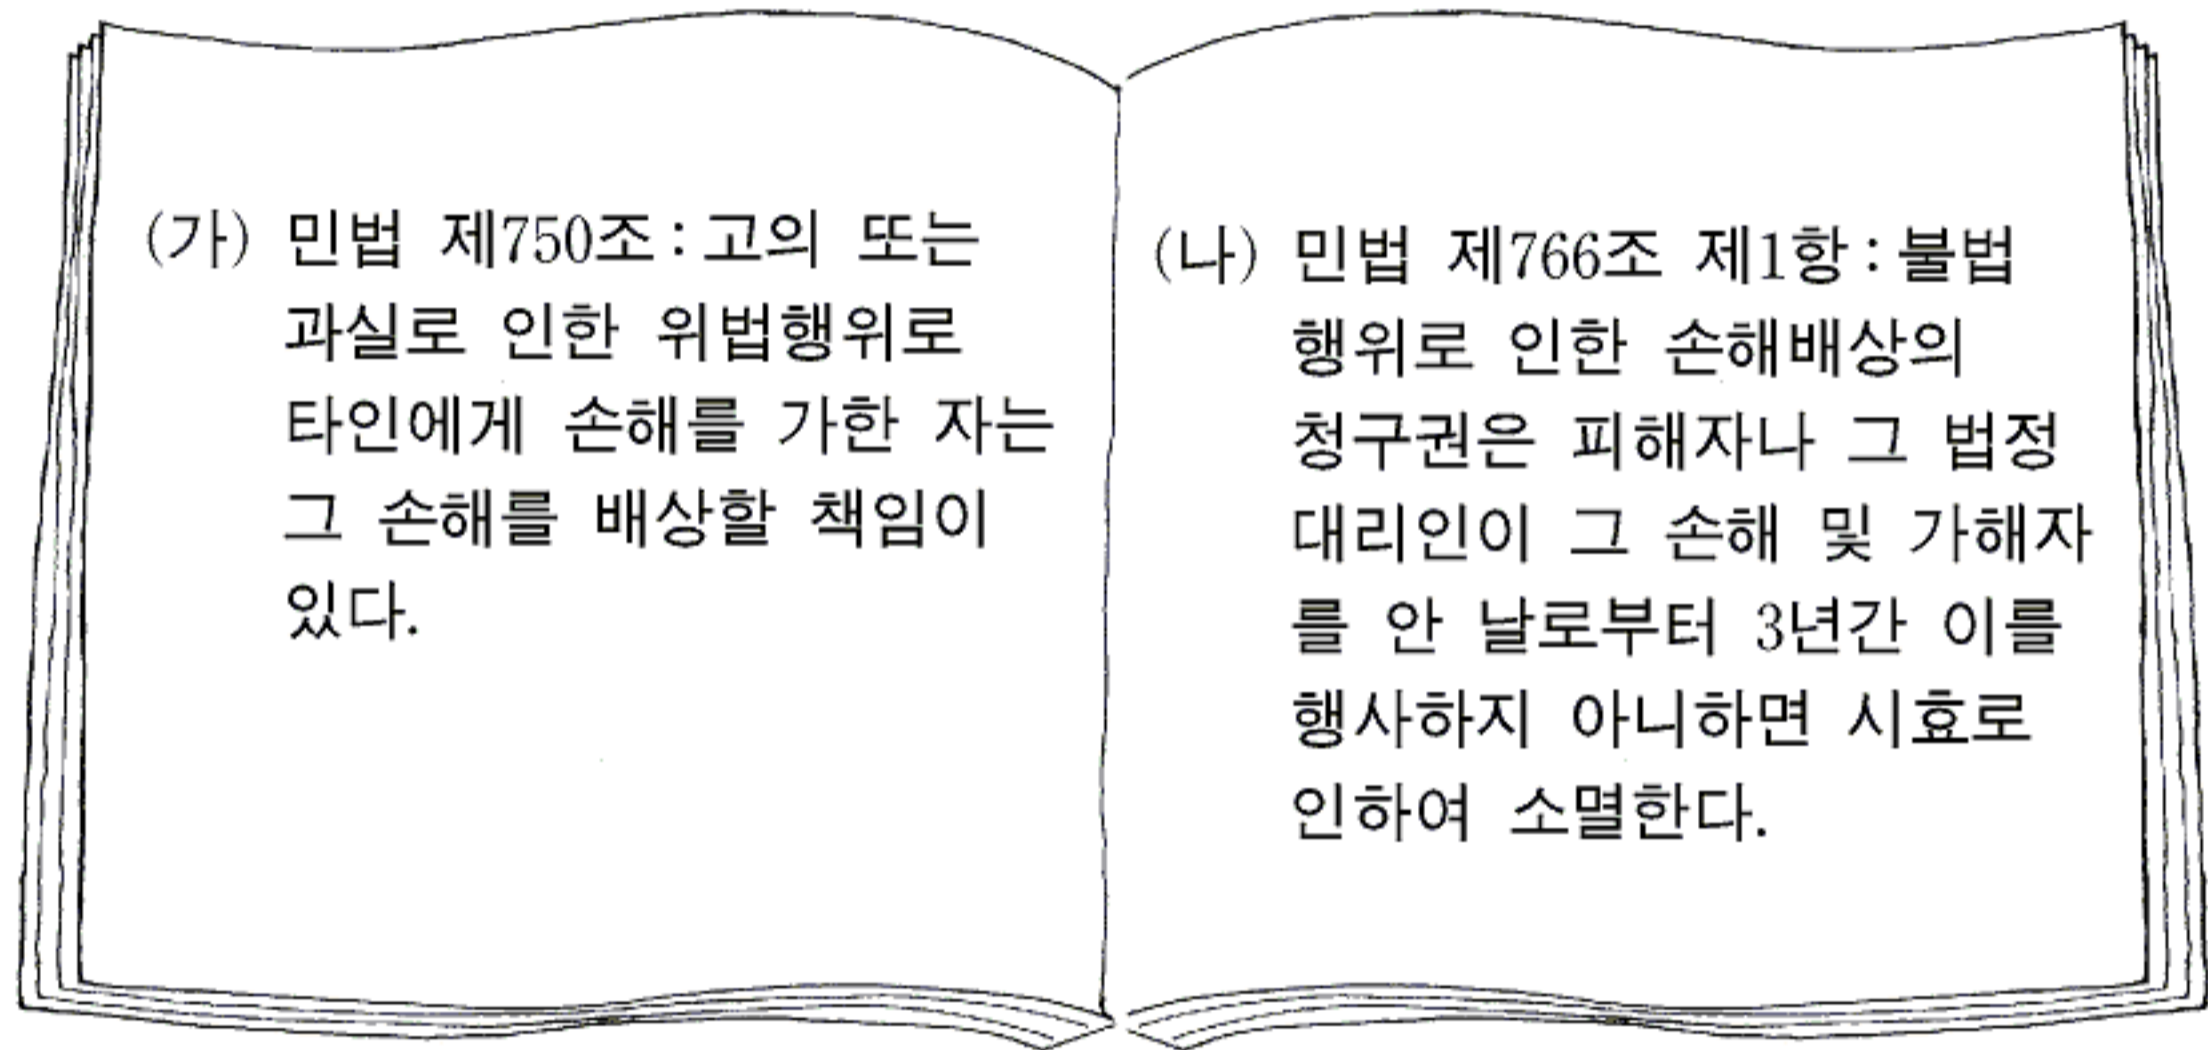 (가) 민법 제750조 : 고의 또는
과실로 인한 위법행위로
타인에게 손해를 가한 자는
그 손해를 배상할 책임이
있다.
(나) 민법 제766조 제1항 : 불법
행위로 인한 손해배상의
청구권은 피해자나 그 법정
대리인이 그 손해 및 가해자
를 안 날로부터 3년간 이를
행사하지 아니하면 시효로
인하여 소멸한다.